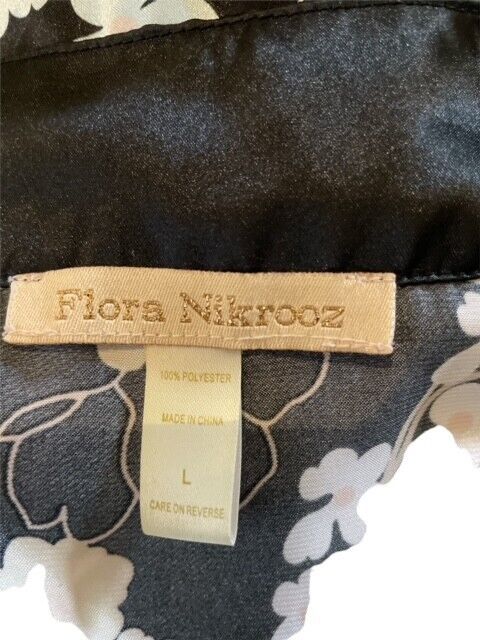 Flora Nikrooz
100% POLYESTER
MADE IN CHINA
L
CARE ON REVERSE